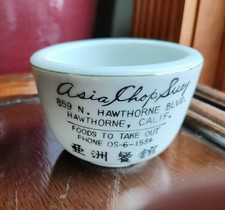 Asia Chop Suey
859 N. HAWTHORNE BLVD.
HAWTHORNE, CALIF.
FOODS TO TAKE OUT
PHONE OS-6-1534
亞洲餐館